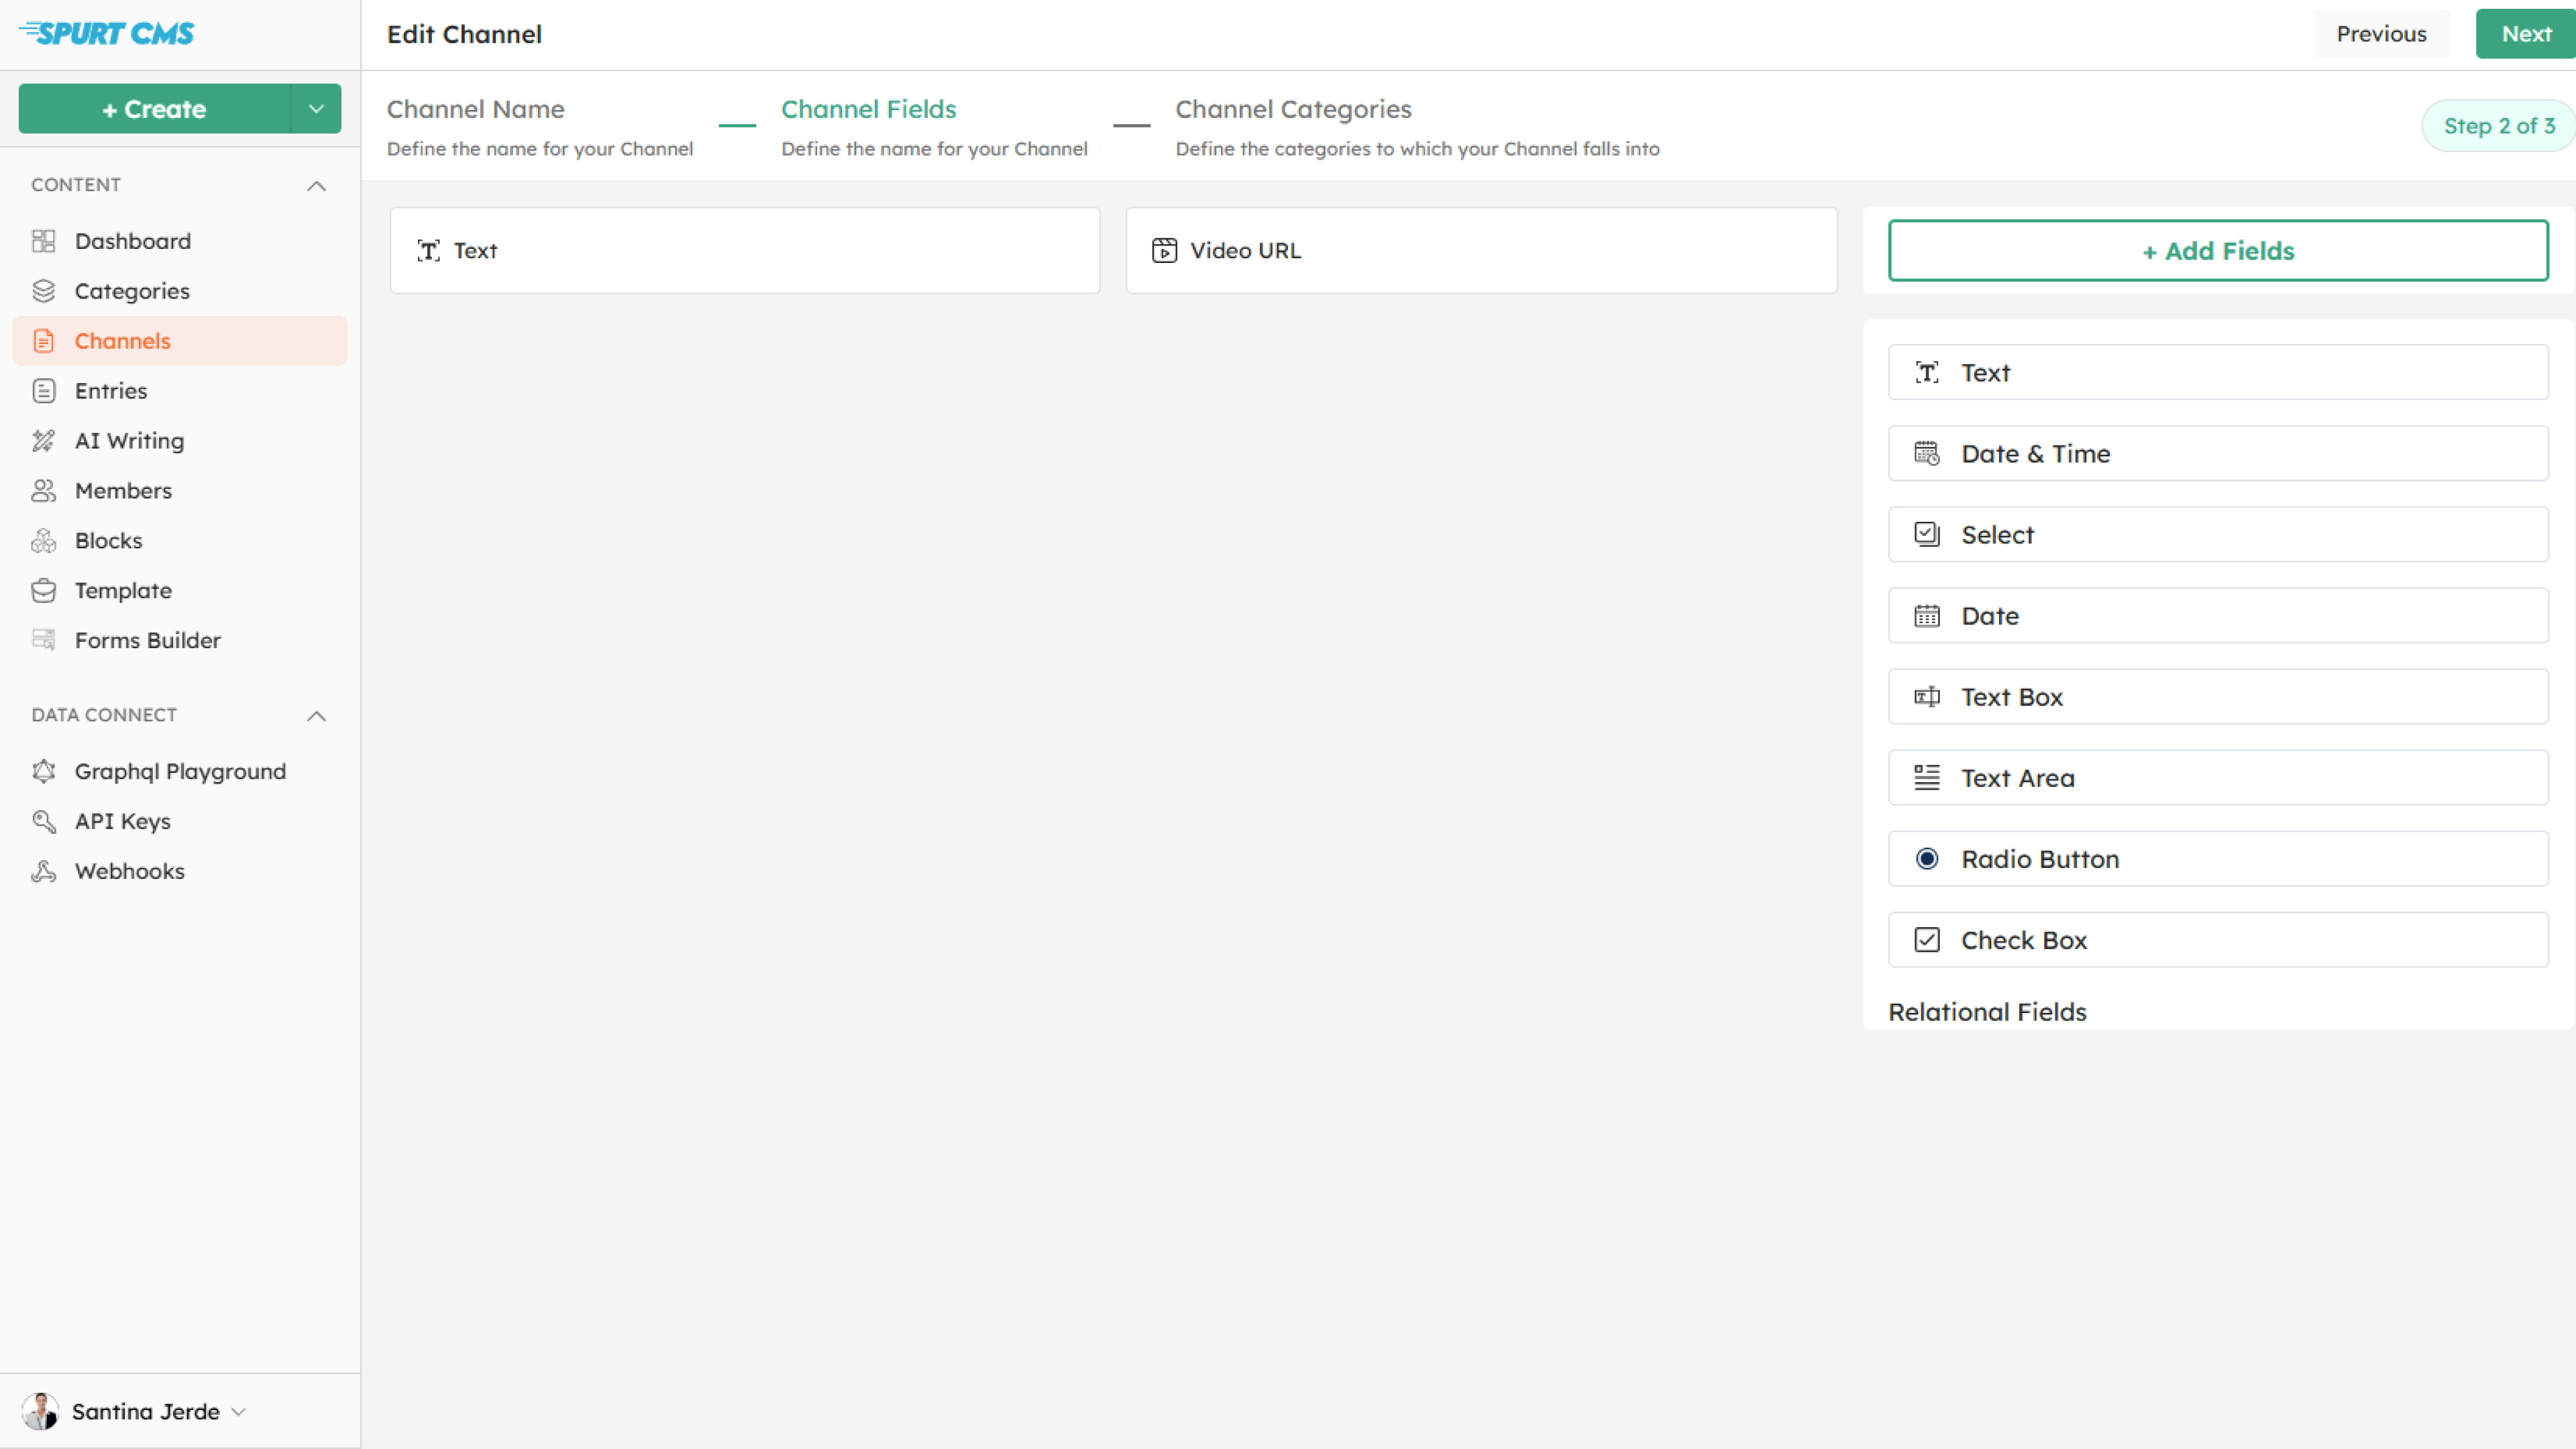 SPURT CMS
Edit Channel
Previous
Next
+ Create
Channel Name
Define the name for your Channel
Channel Fields
Define the name for your Channel
Channel Categories
Define the categories to which your Channel falls into
Step 2 of 3
CONTENT
Dashboard
Categories
Channels
Entries
AI Writing
Members
Blocks
Template
Forms Builder
DATA CONNECT
Graphql Playground
API Keys
Webhooks
Santina Jerde
Text
Video URL
+ Add Fields
Text
Date & Time
Select
Date
Text Box
Text Area
Radio Button
Check Box
Relational Fields